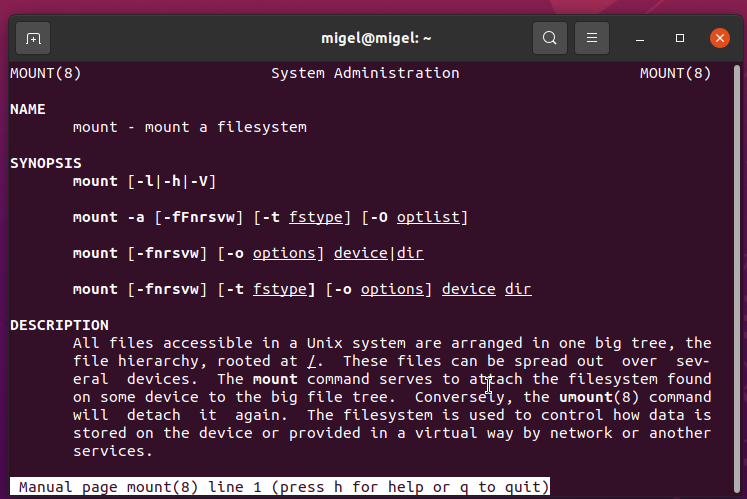 migel@migel: ~
MOUNT(8) System Administration MOUNT(8)
NAME
mount - mount a filesystem
SYNOPSIS
mount [-l|-h|-V]
mount -a [-fFnrsvw] [-t fstype] [-O optlist]
mount [-fnrsvw] [-o options] device|dir
mount [-fnrsvw] [-t fstype] [-o options] device dir
DESCRIPTION
All files accessible in a Unix system are arranged in one big tree, the
file hierarchy, rooted at /. These files can be spread out over sev-
eral devices. The mount command serves to attach the filesystem found
on some device to the big file tree. Conversely, the umount(8) command
will detach it again. The filesystem is used to control how data is
stored on the device or provided in a virtual way by network or another
services.
Manual page mount(8) line 1 (press h for help or q to quit)